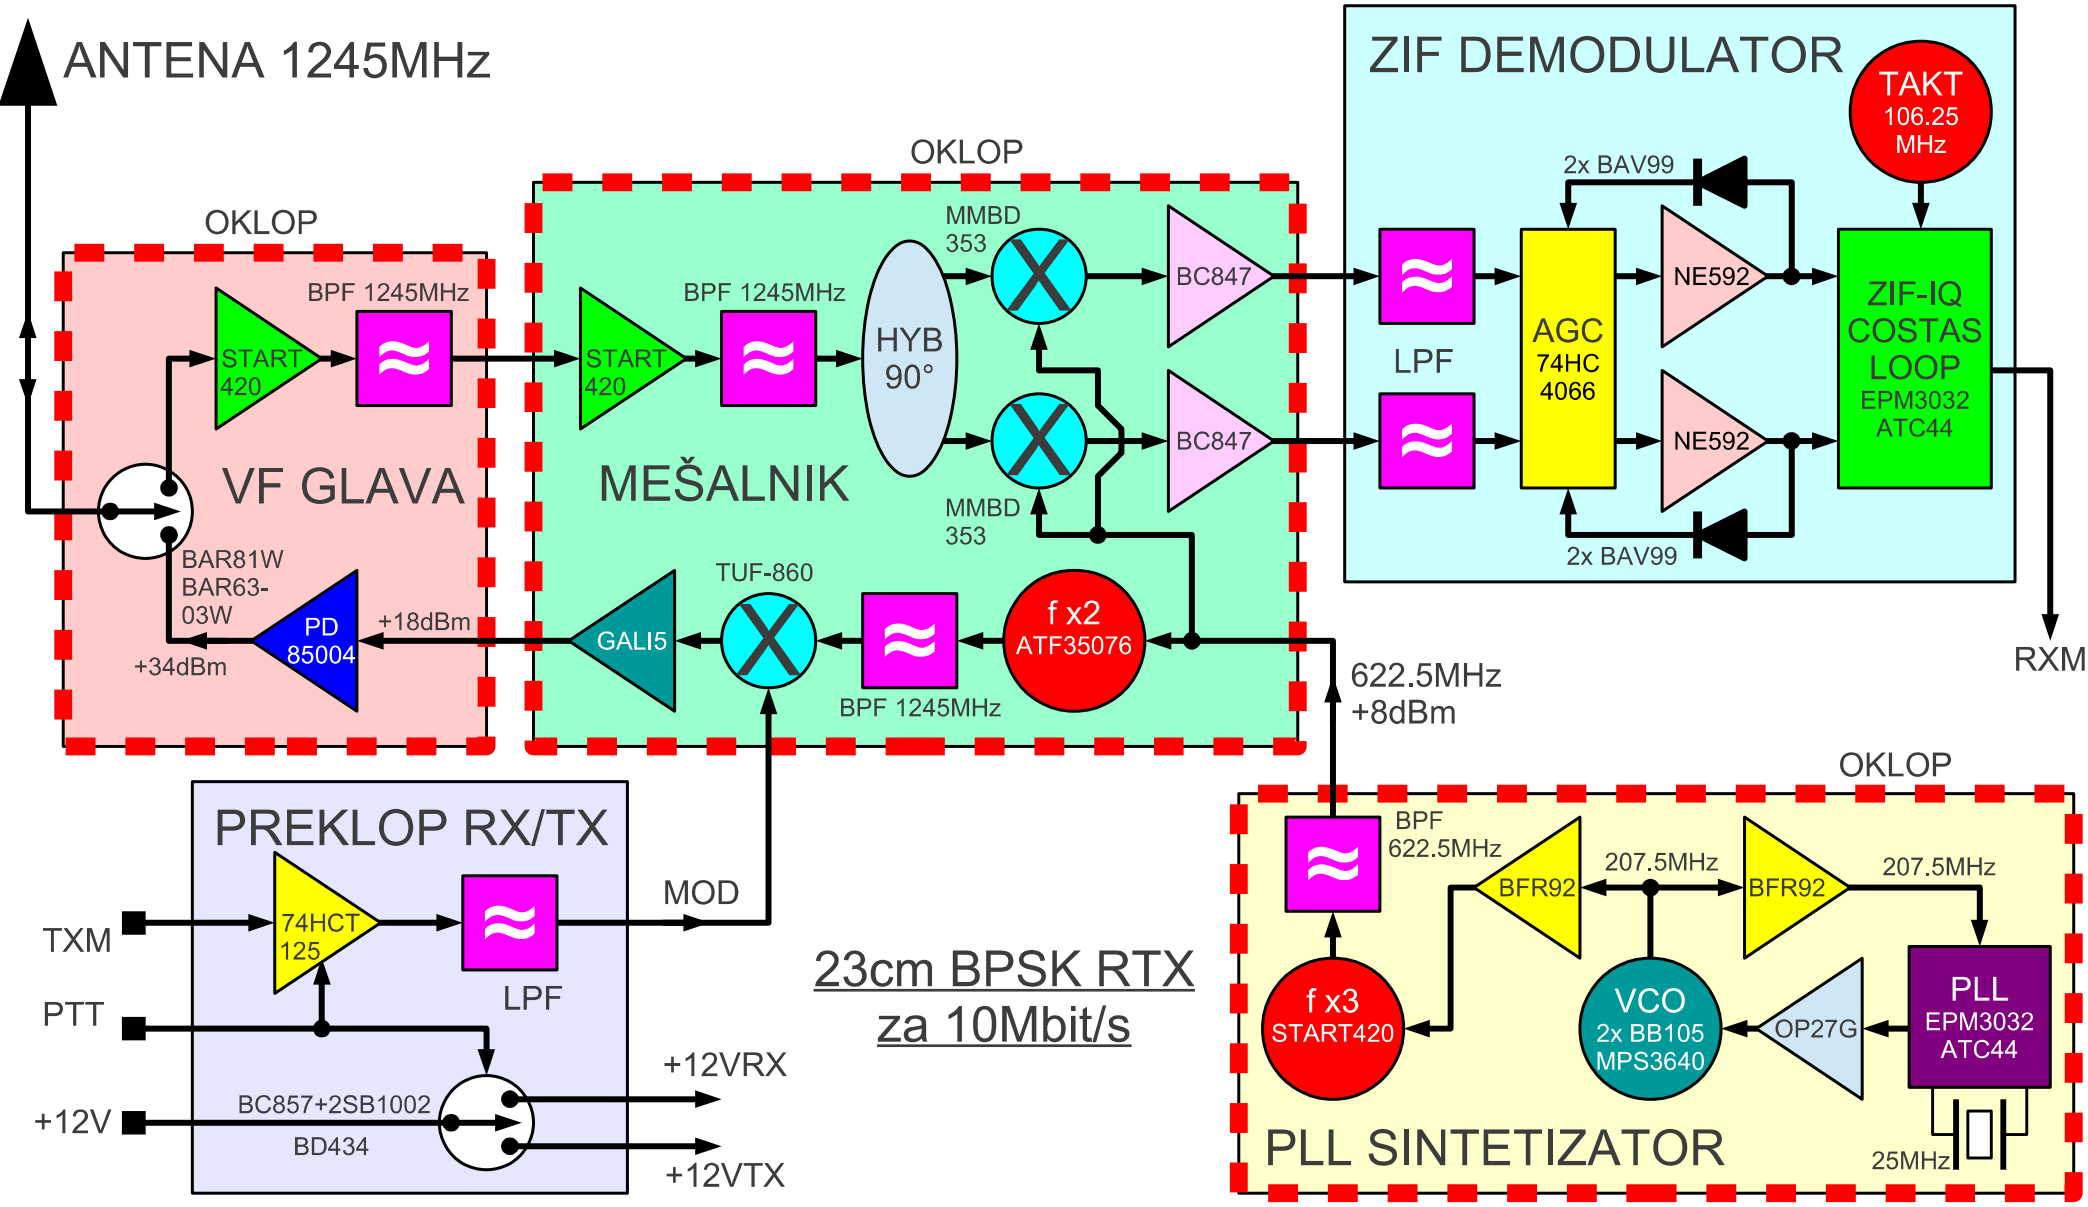 ANTENA 1245MHz
OKLOP
BPF 1245MHz
START
420
VF GLAVA
BAR81W
BAR63-
03W
PD
85004
+18dBm
+34dBm
OKLOP
MMBD
353
BPF 1245MHz
START
420
HYB
90°
BC847
BC847
MEŠALNIK
MMBD
353
TUF-860
GALI5
f x2
ATF35076
BPF 1245MHz
ZIF DEMODULATOR
TAKT
106.25
MHz
2x BAV99
NE592
LPF
AGC
74HC
4066
ZIF-IQ
COSTAS
LOOP
EPM3032
ATC44
NE592
2x BAV99
RXM
622.5MHz
+8dBm
PREKLOP RX/TX
TXM
74HCT
125
LPF
MOD
PTT
+12V
BC857+2SB1002
BD434
+12VRX
+12VTX
23cm BPSK RTX
za 10Mbit/s
OKLOP
BPF
622.5MHz
BFR92
207.5MHz
BFR92
207.5MHz
f x3
START420
VCO
2x BB105
MPS3640
OP27G
PLL
EPM3032
ATC44
25MHz
PLL SINTETIZATOR